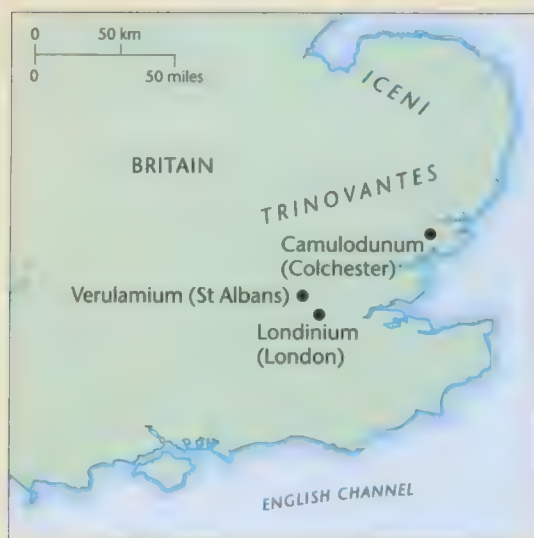 0 50 km
0 50 miles
ICENI
BRITAIN
TRINOVANTES
Camulodunum
(Colchester)
Verulamium (St Albans)
Londinium
(London)
ENGLISH CHANNEL